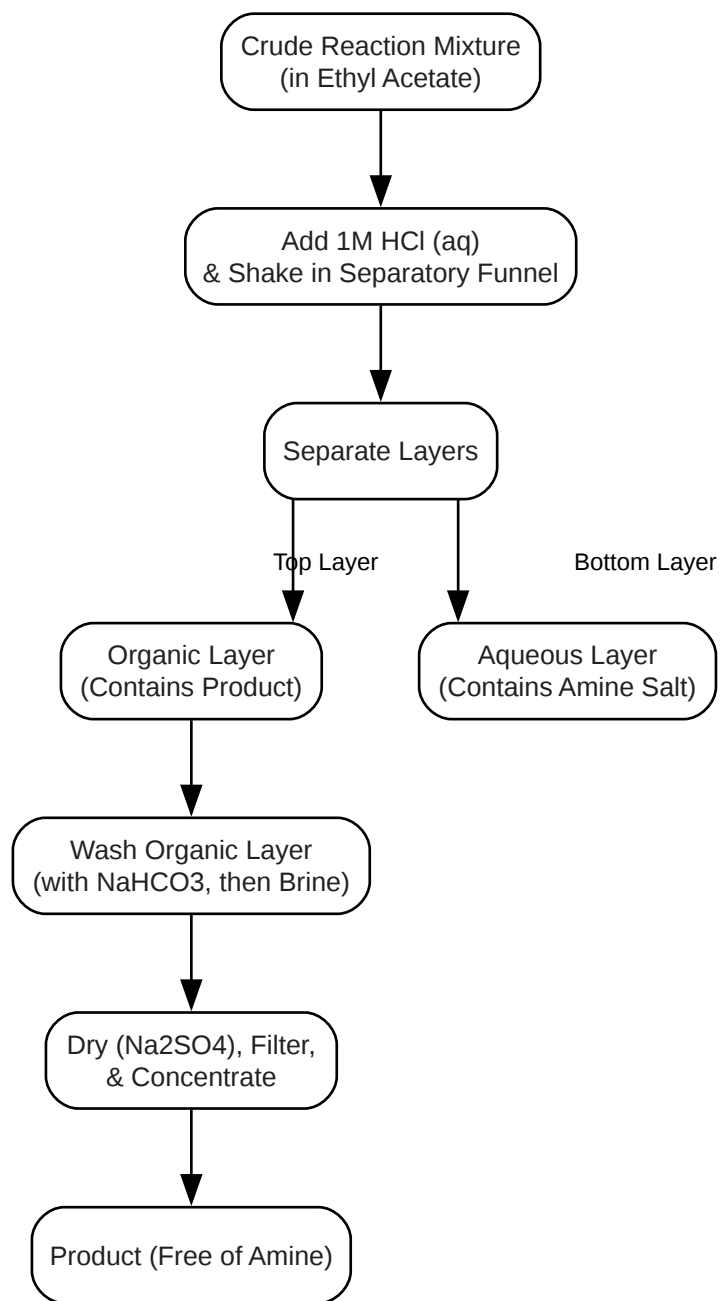 Crude Reaction Mixture
(in Ethyl Acetate)
Add 1M HCl (aq)
& Shake in Separatory Funnel
Separate Layers
Top Layer
Bottom Layer
Organic Layer
(Contains Product)
Aqueous Layer
(Contains Amine Salt)
Wash Organic Layer
(with NaHCO3, then Brine)
Dry (Na2SO4), Filter,
& Concentrate
Product (Free of Amine)